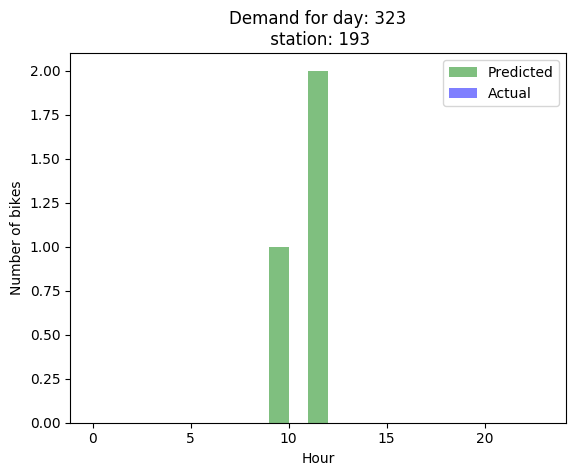 Demand for day: 323
station: 193
Predicted
Actual
2.00
1.75
1.50
1.25
1.00
0.75
0.50
0.25
0.00
Number of bikes
0 5 10 15 20
Hour